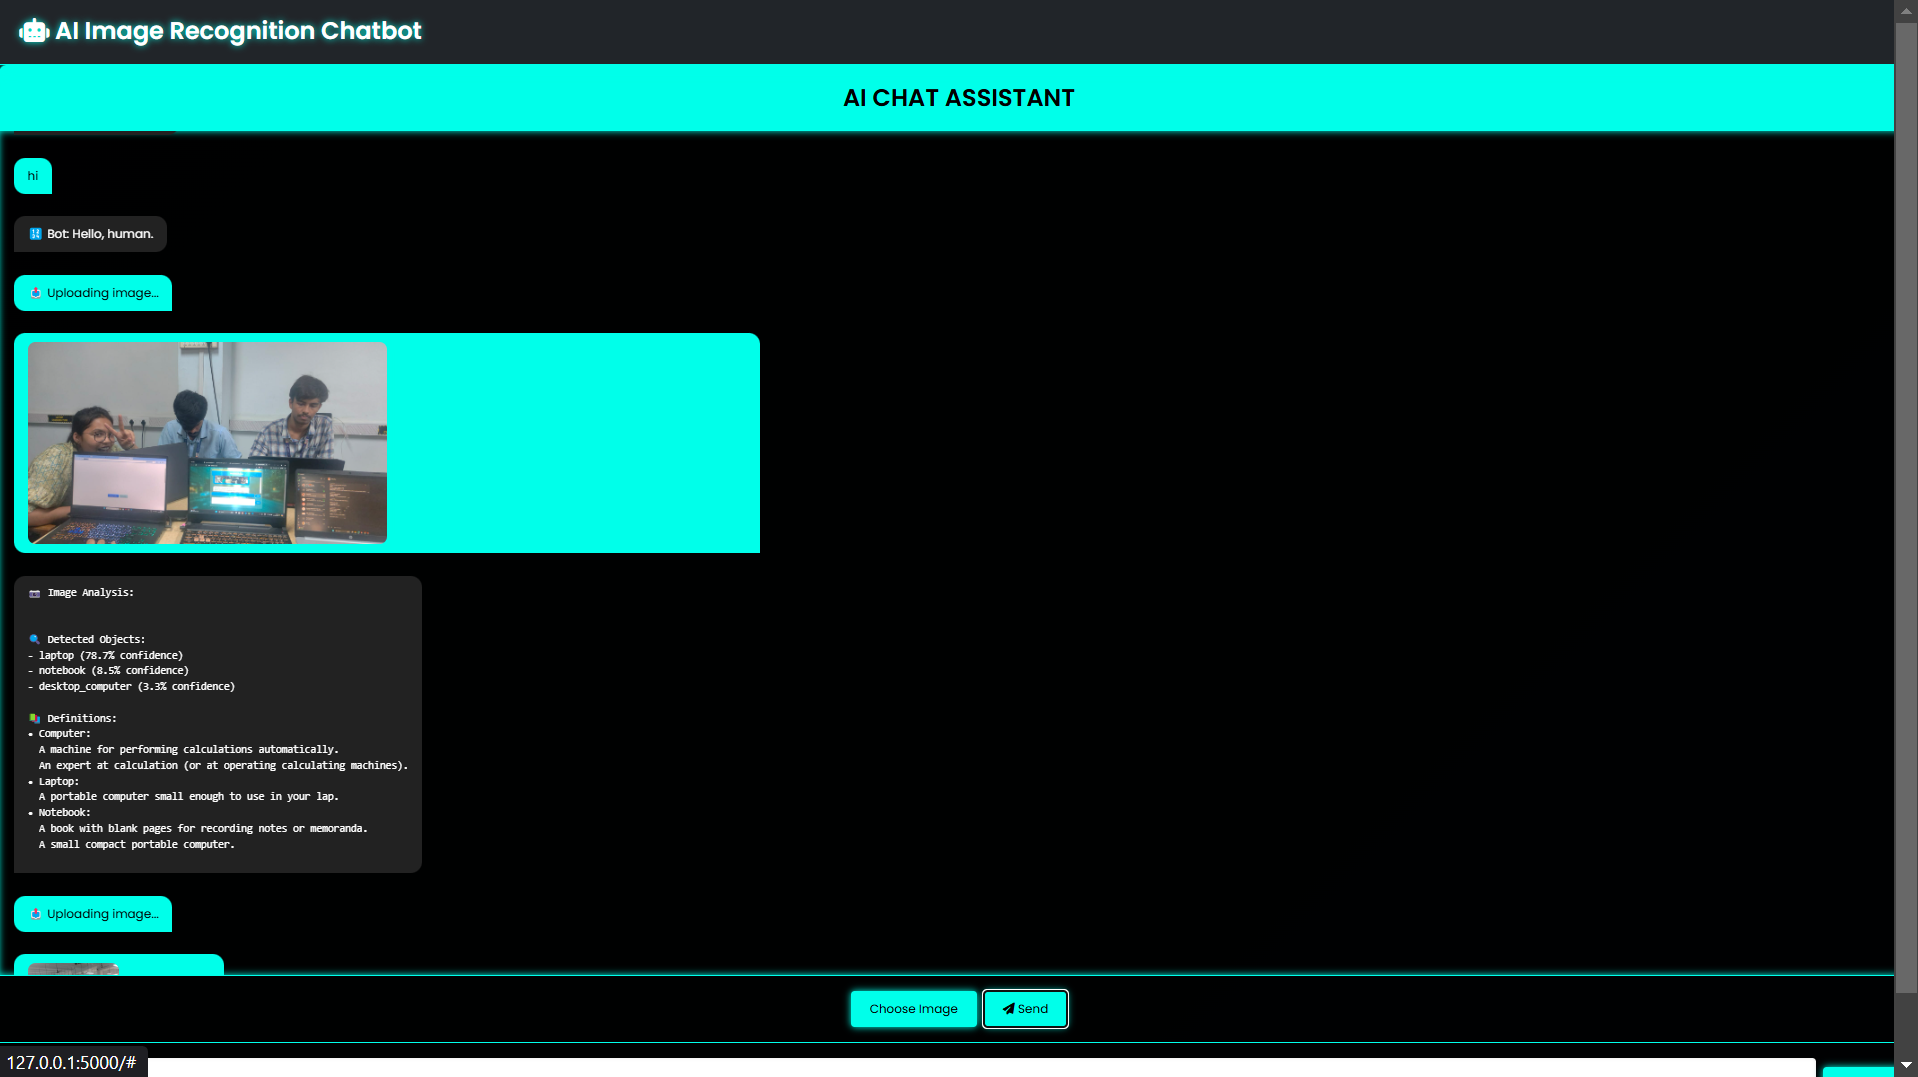 AI Image Recognition Chatbot
AI CHAT ASSISTANT
hi
Bot: Hello, human.
Uploading image...
Image Analysis:
Detected Objects:
- laptop (78.7% confidence)
- notebook (8.5% confidence)
- desktop_computer (3.3% confidence)
Definitions:
• Computer:
A machine for performing calculations automatically.
An expert at calculation (or at operating calculating machines).
• Laptop:
A portable computer small enough to use in your lap.
• Notebook:
A book with blank pages for recording notes or memoranda.
A small compact portable computer.
Uploading image...
Choose Image
Send
127.0.0.1:5000/#